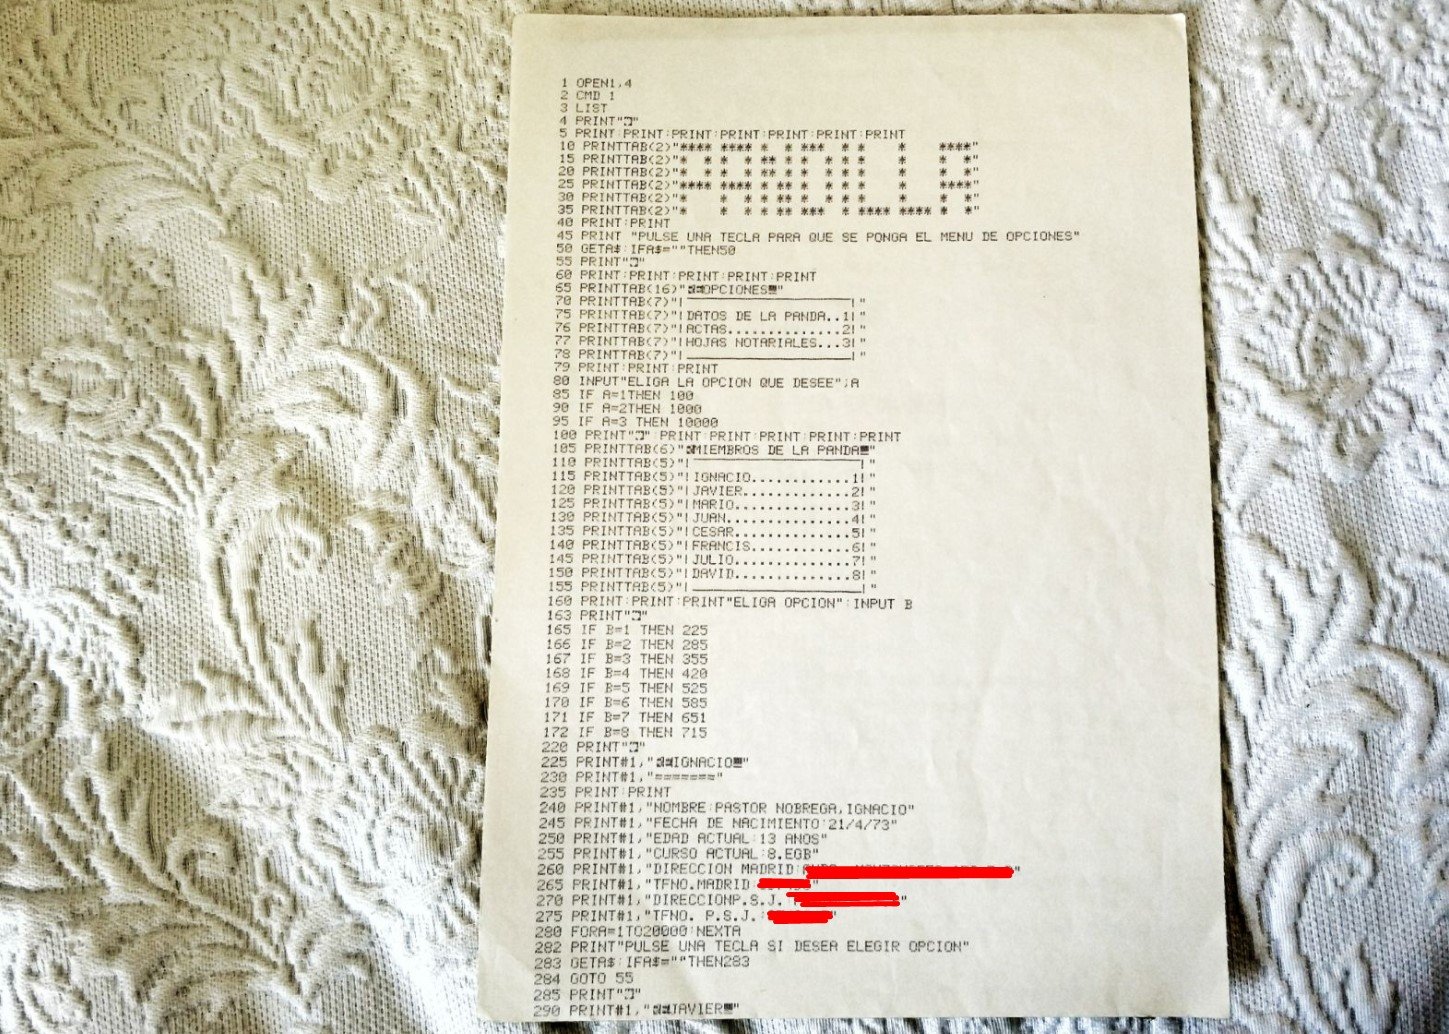 1 OPEN1,4
2 CMD 1
3 LIST
4 PRINT"
5 PRINT:PRINT:PRINT:PRINT:PRINT:PRINT:PRINT
10 PRINTTAB(2)"
15 PRINTTAB(2)"
20 PRINTTAB(2)"
25 PRINTTAB(2)"
30 PRINTTAB(2)"
35 PRINTTAB(2)"
40 PRINT:PRINT
45 PRINT "PULSE UNA TECLA PARA QUE SE PONGA EL MENU DE OPCIONES"
50 GETA$:IFA$=""THEN50
55 PRINT""
60 PRINT:PRINT:PRINT:PRINT:PRINT
65 PRINTTAB(16)"OPCIONES"
70 PRINTTAB(7)"| |"
75 PRINTTAB(7)"|DATOS DE LA PANDA..1|"
76 PRINTTAB(7)"|ACTAS..............2|"
77 PRINTTAB(7)"|HOJAS NOTARIALES...3|"
78 PRINTTAB(7)"| |"
79 PRINT:PRINT:PRINT
80 INPUT"ELIGA LA OPCION QUE DESEE";A
85 IF A=1THEN 100
90 IF A=2THEN 1000
95 IF A=3 THEN 10000
100 PRINT"":PRINT:PRINT:PRINT:PRINT:PRINT
105 PRINTTAB(6)"MIEMBROS DE LA PANDA"
110 PRINTTAB(5)"| |"
115 PRINTTAB(5)"|IGNACIO............1|"
120 PRINTTAB(5)"|JAVIER.............2|"
125 PRINTTAB(5)"|MARIO..............3|"
130 PRINTTAB(5)"|JUAN...............4|"
135 PRINTTAB(5)"|CESAR..............5|"
140 PRINTTAB(5)"|FRANCIS............6|"
145 PRINTTAB(5)"|JULIO..............7|"
150 PRINTTAB(5)"|DAVID..............8|"
155 PRINTTAB(5)"| |"
160 PRINT:PRINT:PRINT"ELIGA OPCION":INPUT B
163 PRINT""
165 IF B=1 THEN 225
166 IF B=2 THEN 285
167 IF B=3 THEN 355
168 IF B=4 THEN 420
169 IF B=5 THEN 525
170 IF B=6 THEN 585
171 IF B=7 THEN 651
172 IF B=8 THEN 715
220 PRINT""
225 PRINT#1,"IGNACIO"
230 PRINT#1,"======="
235 PRINT:PRINT
240 PRINT#1,"NOMBRE:PASTOR NOBREGA,IGNACIO"
245 PRINT#1,"FECHA DE NACIMIENTO:21/4/73"
250 PRINT#1,"EDAD ACTUAL:13 ANOS"
255 PRINT#1,"CURSO ACTUAL:8.EGB"
260 PRINT#1,"DIRECCION MADRID:
265 PRINT#1,"TFNO.MADRID:
270 PRINT#1,"DIRECCIONP.S.J.:
275 PRINT#1,"TFNO. P.S.J.:
280 FORA=1TO20000:NEXTA
282 PRINT"PULSE UNA TECLA SI DESEA ELEGIR OPCION"
283 GETA$:IFA$=""THEN283
284 GOTO 55
285 PRINT""
290 PRINT#1,"JAVIER"